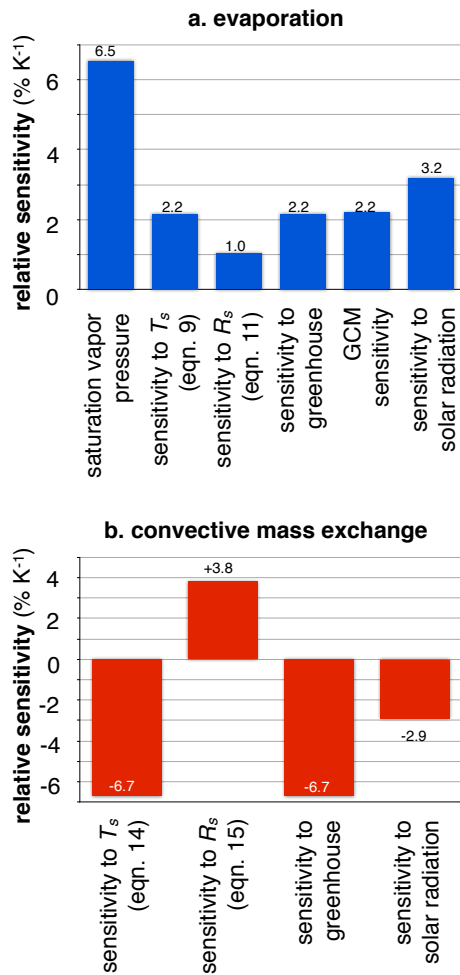 a. evaporation
relative sensitivity (% K-1)
6
4
2
0
6.5
2.2
1.0
2.2
2.2
3.2
saturation vapor
pressure
sensitivity to Ts
(eqn. 9)
sensitivity to Rs
(eqn. 11)
sensitivity to
greenhouse
GCM
sensitivity
sensitivity to
solar radiation
b. convective mass exchange
relative sensitivity (% K-1)
4
2
0
-2
-4
-6
-6.7
+3.8
-6.7
-2.9
sensitivity to Ts
(eqn. 14)
sensitivity to Rs
(eqn. 15)
sensitivity to
greenhouse
sensitivity to
solar radiation